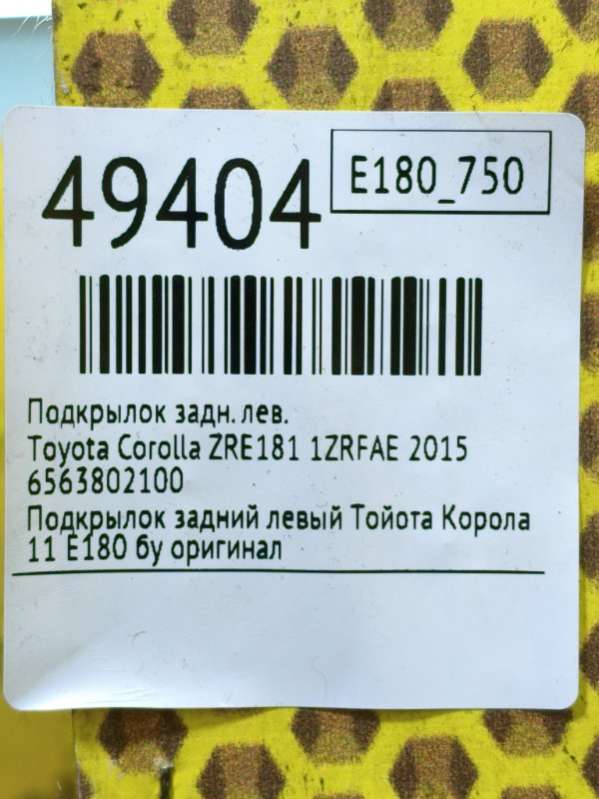 49404
E180_750
Подкрылок задн. лев.
Toyota Corolla ZRE181 1ZRFAE 2015
6563802100
Подкрылок задний левый Тойота Корола
11 E180 бу оригинал